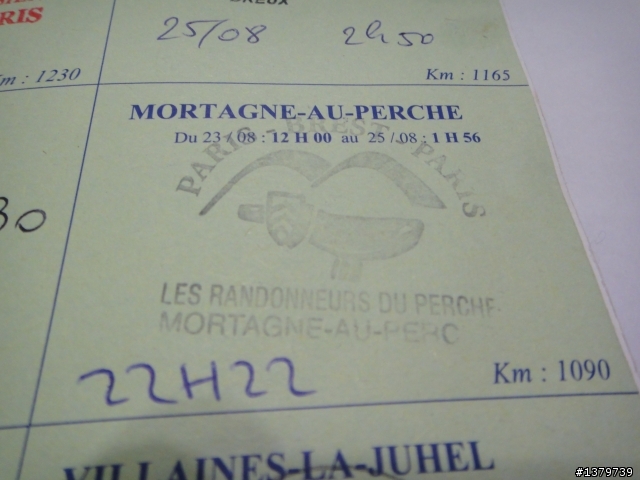 RIS
REUX
25/08 2h50
Km : 1230
Km : 1165
MORTAGNE-AU-PERCHE
Du 23 / 08 : 12 H 00 au 25 / 08 : 1 H 56
PARIS - BREST - PARIS
30
LES RANDONNEURS DU PERCHE
MORTAGNE-AU-PERC
22H22
Km : 1090
VILLAINES-LA-JUHEL
#1379739